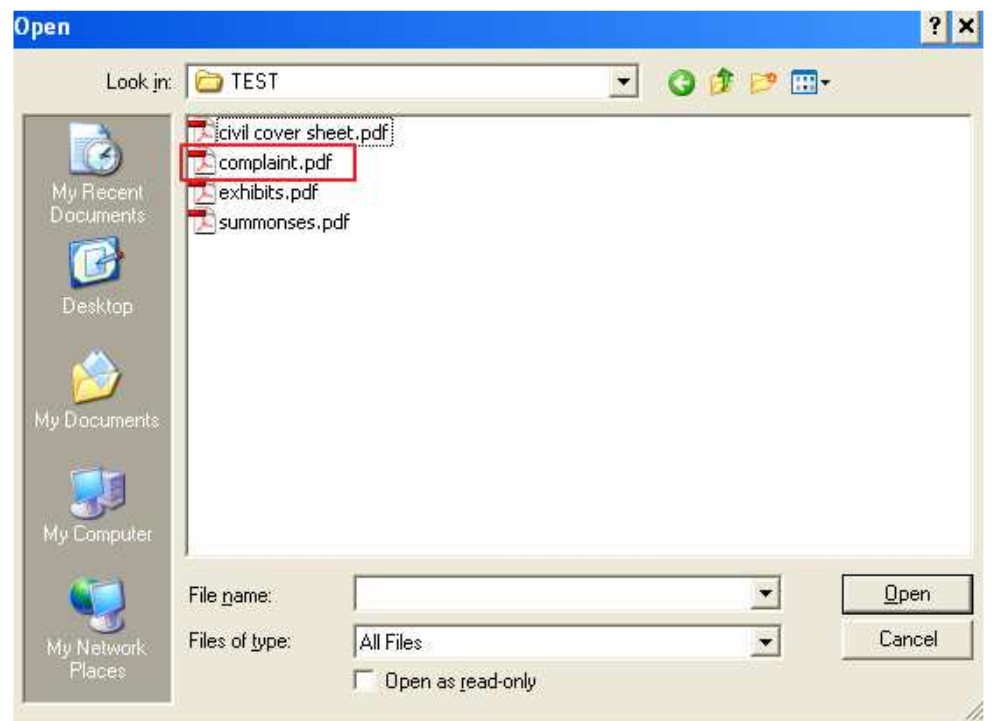 Open
Look in: TEST
civil cover sheet.pdf
complaint.pdf
exhibits.pdf
summonses.pdf
My Recent
Documents
Desktop
My Documents
My Computer
My Network
Places
File name:
Open
Files of type: All Files
Cancel
Open as read-only